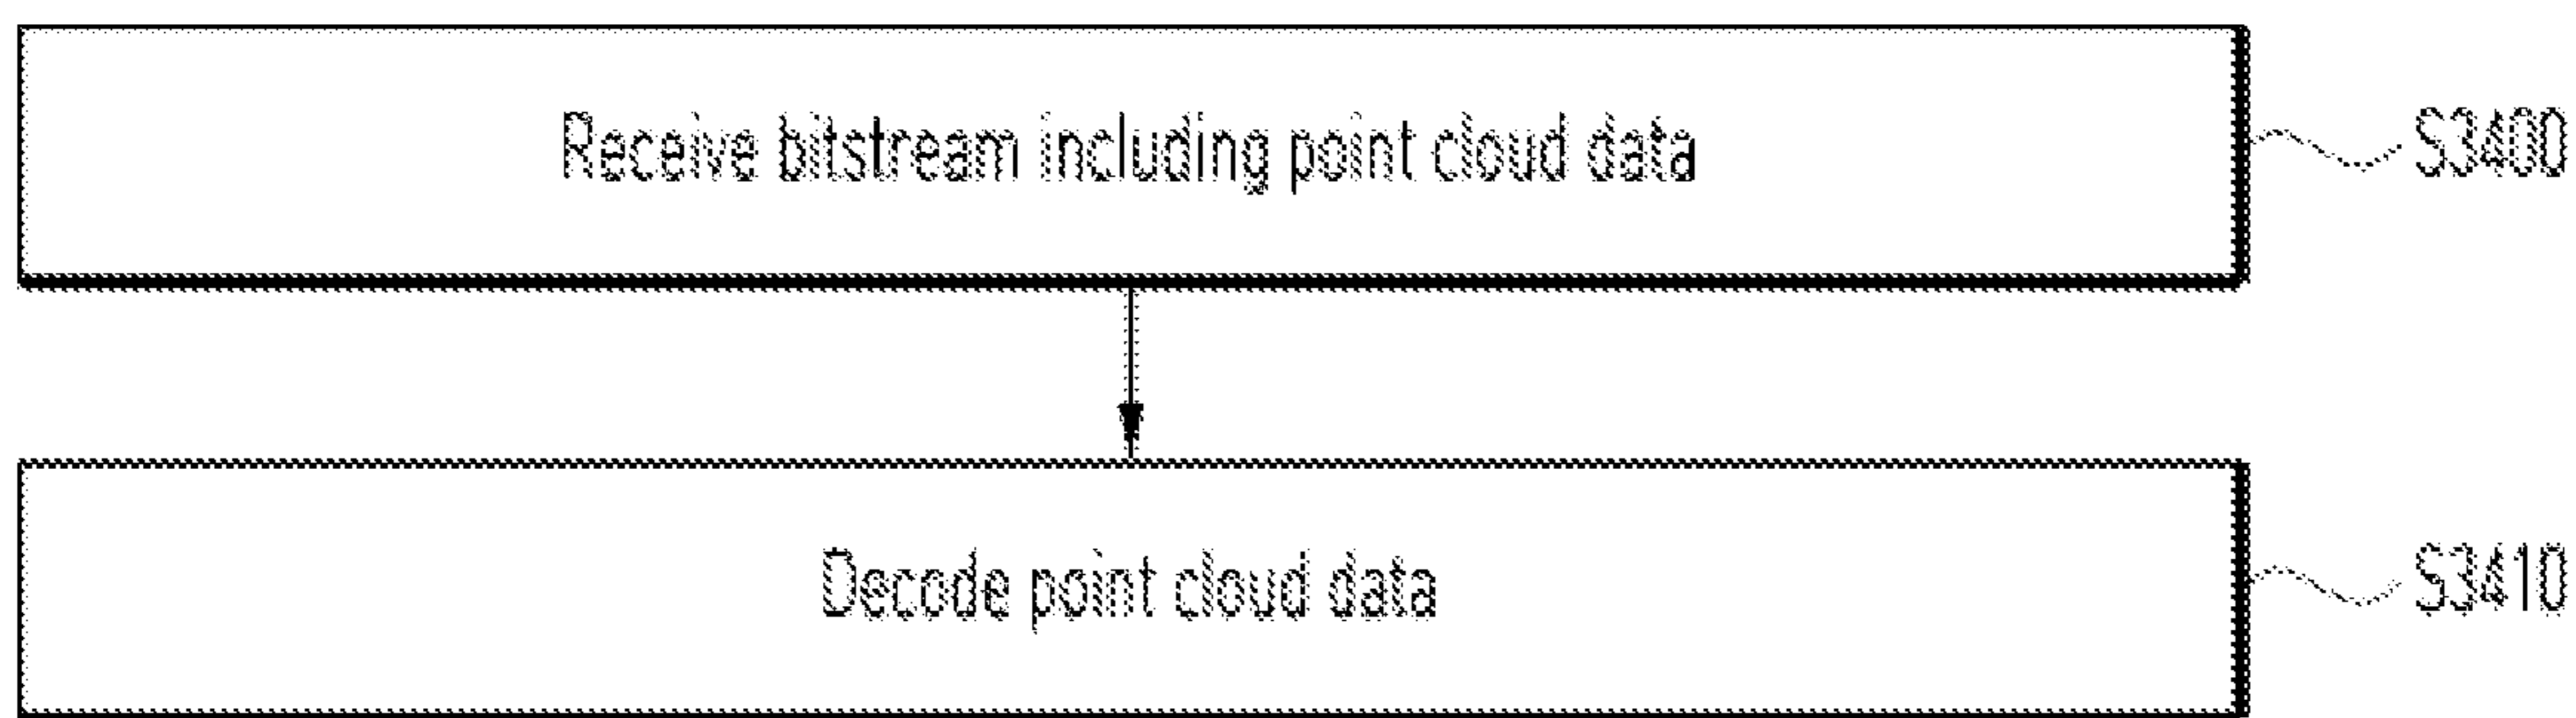 Receive bitstream including point cloud data
S3400
Decode point cloud data
S3410